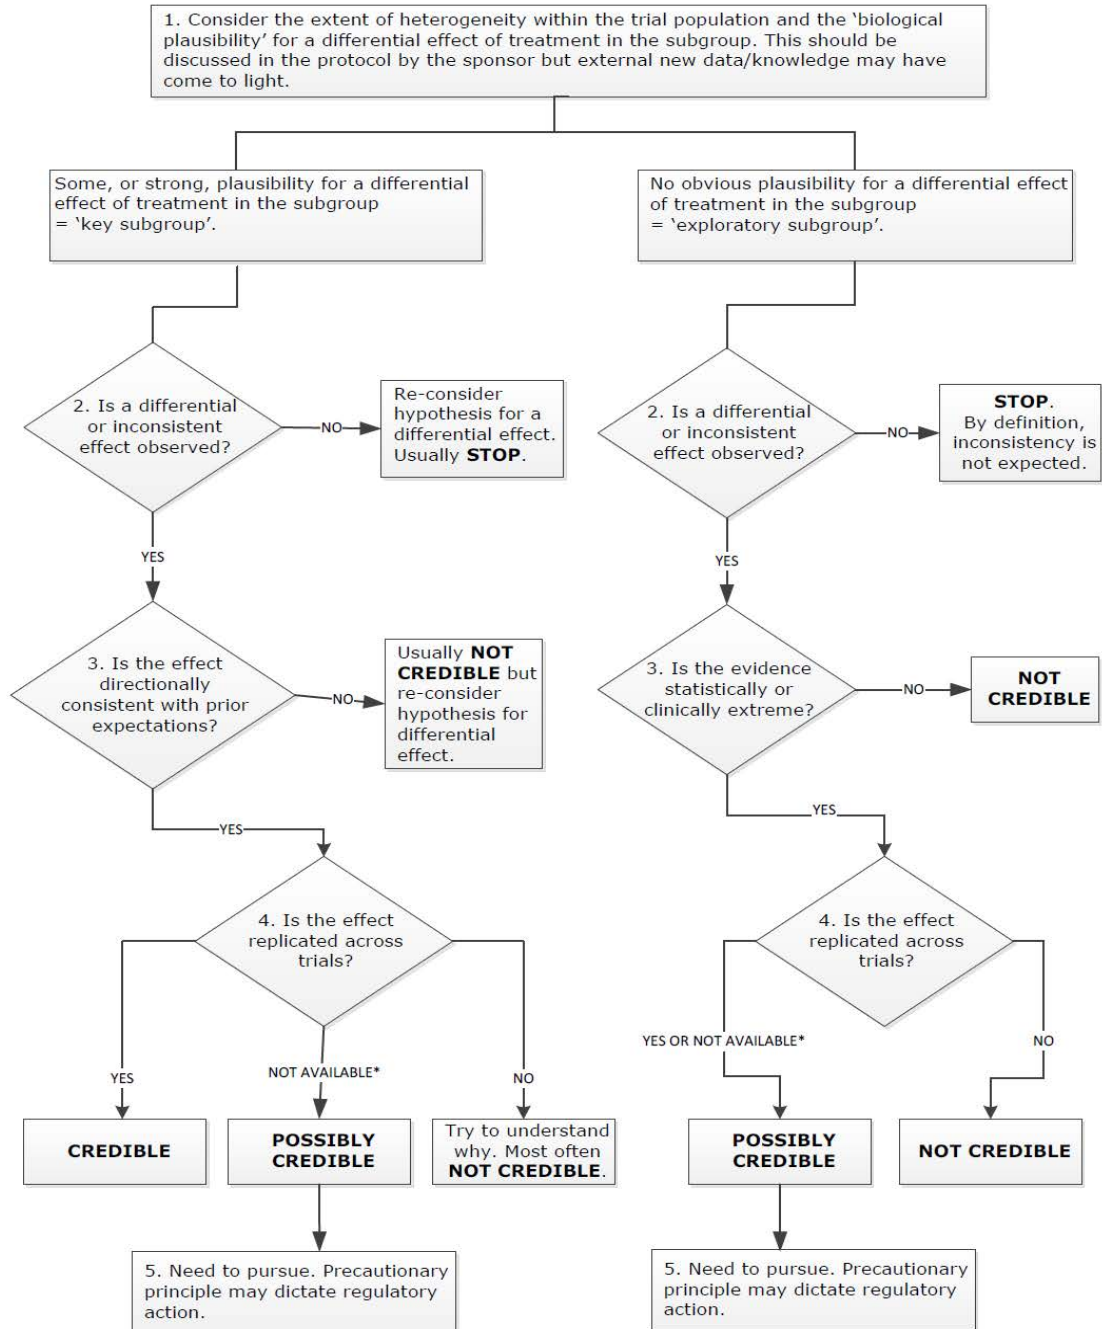 1. Consider the extent of heterogeneity within the trial population and the ‘biological
plausibility’ for a differential effect of treatment in the subgroup. This should be
discussed in the protocol by the sponsor but external new data/knowledge may have
come to light.
Some, or strong, plausibility for a differential
effect of treatment in the subgroup
= ‘key subgroup’.
No obvious plausibility for a differential effect
of treatment in the subgroup
= ‘exploratory subgroup’.
2. Is a differential
or inconsistent
effect observed?
NO
Re-consider
hypothesis for a
differential effect.
Usually STOP.
2. Is a differential
or inconsistent
effect observed?
NO
STOP.
By definition,
inconsistency is
not expected.
YES
YES
3. Is the effect
directionally
consistent with prior
expectations?
NO
Usually NOT
CREDIBLE but
re-consider
hypothesis for
differential
effect.
3. Is the evidence
statistically or
clinically extreme?
NO
NOT
CREDIBLE
YES
YES
4. Is the effect
replicated across
trials?
4. Is the effect
replicated across
trials?
YES
NOT AVAILABLE*
NO
YES OR NOT AVAILABLE*
NO
CREDIBLE
POSSIBLY
CREDIBLE
Try to understand
why. Most often
NOT CREDIBLE.
POSSIBLY
CREDIBLE
NOT CREDIBLE
5. Need to pursue. Precautionary
principle may dictate regulatory
action.
5. Need to pursue. Precautionary
principle may dictate regulatory
action.